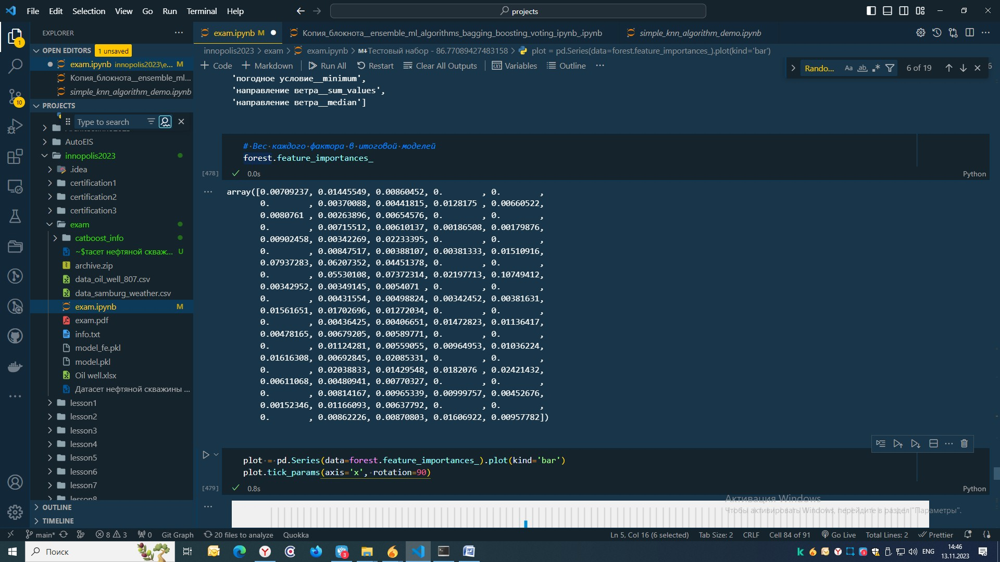 File Edit Selection View Go Run Terminal Help
projects
EXPLORER
exam.ipynb M
Копия_блокнота__ensemble_ml_algorithms_bagging_boosting_voting_ipynb_.ipynb
simple_knn_algorithm_demo.ipynb
OPEN EDITORS 1 unsaved
exam.ipynb innopolis2023\e... M
Копия_блокнота__ensemble_ml...
simple_knn_algorithm_demo.ipynb
PROJECTS
Type to search
AutoEIS
innopolis2023
.idea
certification1
certification2
certification3
exam
catboost_info
~$тасет нефтяной скваж... U
archive.zip
data_oil_well_807.csv
data_samburg_weather.csv
exam.ipynb M
exam.pdf
info.txt
model_fe.pkl
model.pkl
Oil well.xlsx
Датасет нефтяной скважины ...
lesson1
lesson2
lesson3
lesson4
lesson5
lesson6
lesson7
lesson8
OUTLINE
TIMELINE
innopolis2023 > exam > exam.ipynb > M↓Тестовый набор - 86.77089427483158 > plot = pd.Series(data=forest.feature_importances_).plot(kind='bar')
+ Code + Markdown Run All Restart Clear All Outputs Variables Outline ...
Rando... Aa ab 6 of 19
'погодное условие__minimum',
'направление ветра__sum_values',
'направление ветра__median']
# Вес каждого фактора в итоговой моделей
forest.feature_importances_
[478] 0.0s Python
array([0.00709237, 0.01445549, 0.00860452, 0. , 0. ,
0. , 0.00370088, 0.00441815, 0.0128175 , 0.00660522,
0.0080761 , 0.00263896, 0.00654576, 0. , 0. ,
0. , 0.00715512, 0.00610137, 0.00186508, 0.00179876,
0.00902458, 0.00342269, 0.02233395, 0. , 0. ,
0. , 0.00847517, 0.00388107, 0.00381333, 0.01510916,
0.07937283, 0.06207352, 0.04451378, 0. , 0. ,
0. , 0.05530108, 0.07372314, 0.02197713, 0.10749412,
0.00342952, 0.00349145, 0.0054071 , 0. , 0. ,
0. , 0.00431554, 0.00498824, 0.00342452, 0.00381631,
0.01561651, 0.01702696, 0.01272034, 0. , 0. ,
0. , 0.00436425, 0.00406651, 0.01472823, 0.01136417,
0.00478165, 0.00679205, 0.00589771, 0. , 0. ,
0. , 0.01124281, 0.00559055, 0.00964953, 0.01036224,
0.01616308, 0.00692845, 0.02085331, 0. , 0. ,
0. , 0.02038833, 0.01429548, 0.0182076 , 0.02421432,
0.00611068, 0.00480941, 0.00770327, 0. , 0. ,
0. , 0.00814167, 0.00965339, 0.00999757, 0.00452676,
0.00152346, 0.01166093, 0.00637792, 0. , 0. ,
0. , 0.00862226, 0.00870803, 0.01606922, 0.00957782])
plot = pd.Series(data=forest.feature_importances_).plot(kind='bar')
plot.tick_params(axis='x', rotation=90)
[479] 0.8s Python
Активация Windows
Чтобы активировать Windows, перейдите в раздел "Параметры".
main* 8 3 0 Git Graph 20 files to analyze Quokka
Ln 5, Col 16 (6 selected) Tab Size: 2 CRLF Cell 84 of 91 Go Live Total Lines: 2 Prettier
Поиск
ENG
14:46
13.11.2023